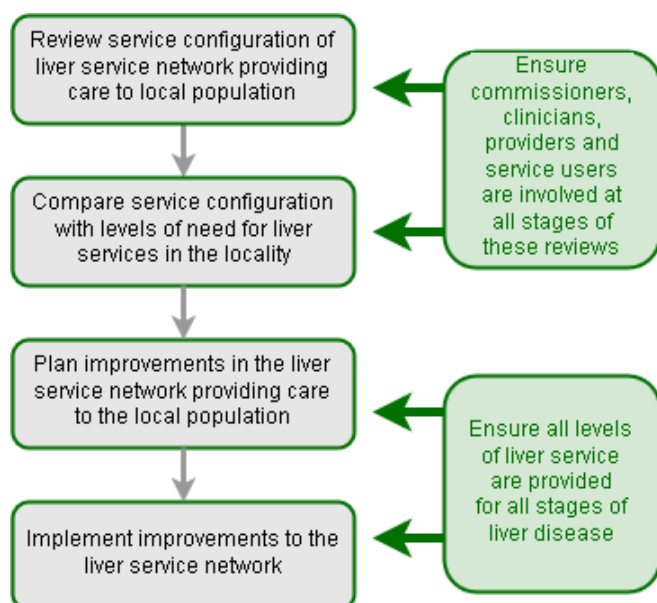 Review service configuration of
liver service network providing
care to local population
Ensure
commissioners,
clinicians,
providers and
service users
are involved at
all stages of
these reviews
Compare service configuration
with levels of need for liver
services in the locality
Plan improvements in the liver
service network providing care
to the local population
Ensure all levels
of liver service
are provided
for all stages of
liver disease
Implement improvements to the
liver service network